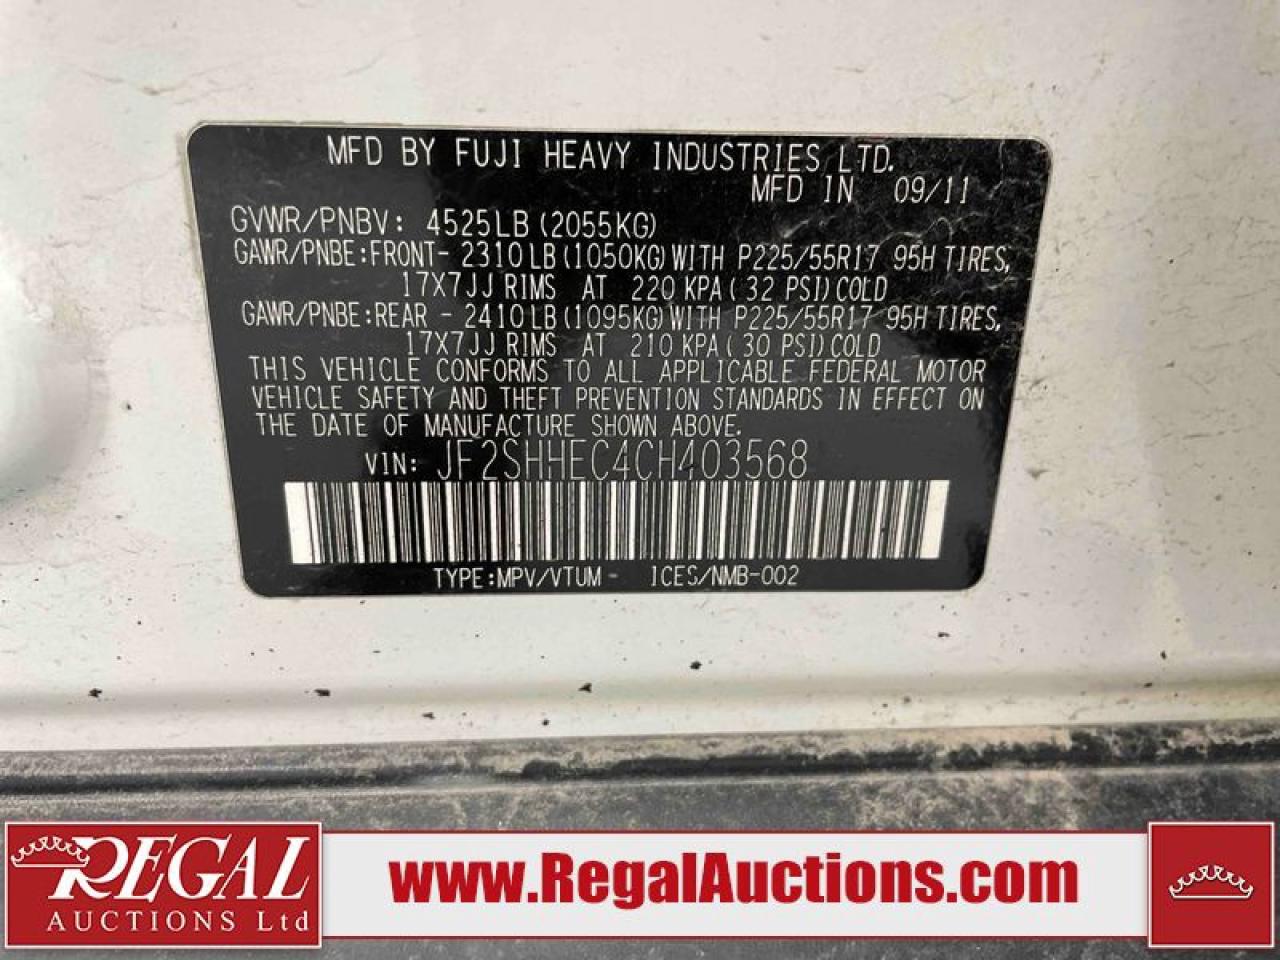 MFD BY FUJI HEAVY INDUSTRIES LTD.
MFD IN 09/11
GVWR/PNBV: 4525LB (2055KG)
GAWR/PNBE:FRONT- 2310 LB (1050KG) WITH P225/55R17 95H TIRES,
17X7JJ RIMS AT 220 KPA ( 32 PSI) COLD
GAWR/PNBE:REAR - 2410 LB (1095KG) WITH P225/55R17 95H TIRES,
17X7JJ RIMS AT 210 KPA ( 30 PSI) COLD
THIS VEHICLE CONFORMS TO ALL APPLICABLE FEDERAL MOTOR
VEHICLE SAFETY AND THEFT PREVENTION STANDARDS IN EFFECT ON
THE DATE OF MANUFACTURE SHOWN ABOVE.
VIN: JF2SHHEC4CH403568
TYPE:MPV/VTUM - ICES/NMB-002
REGAL
AUCTIONS Ltd
www.RegalAuctions.com